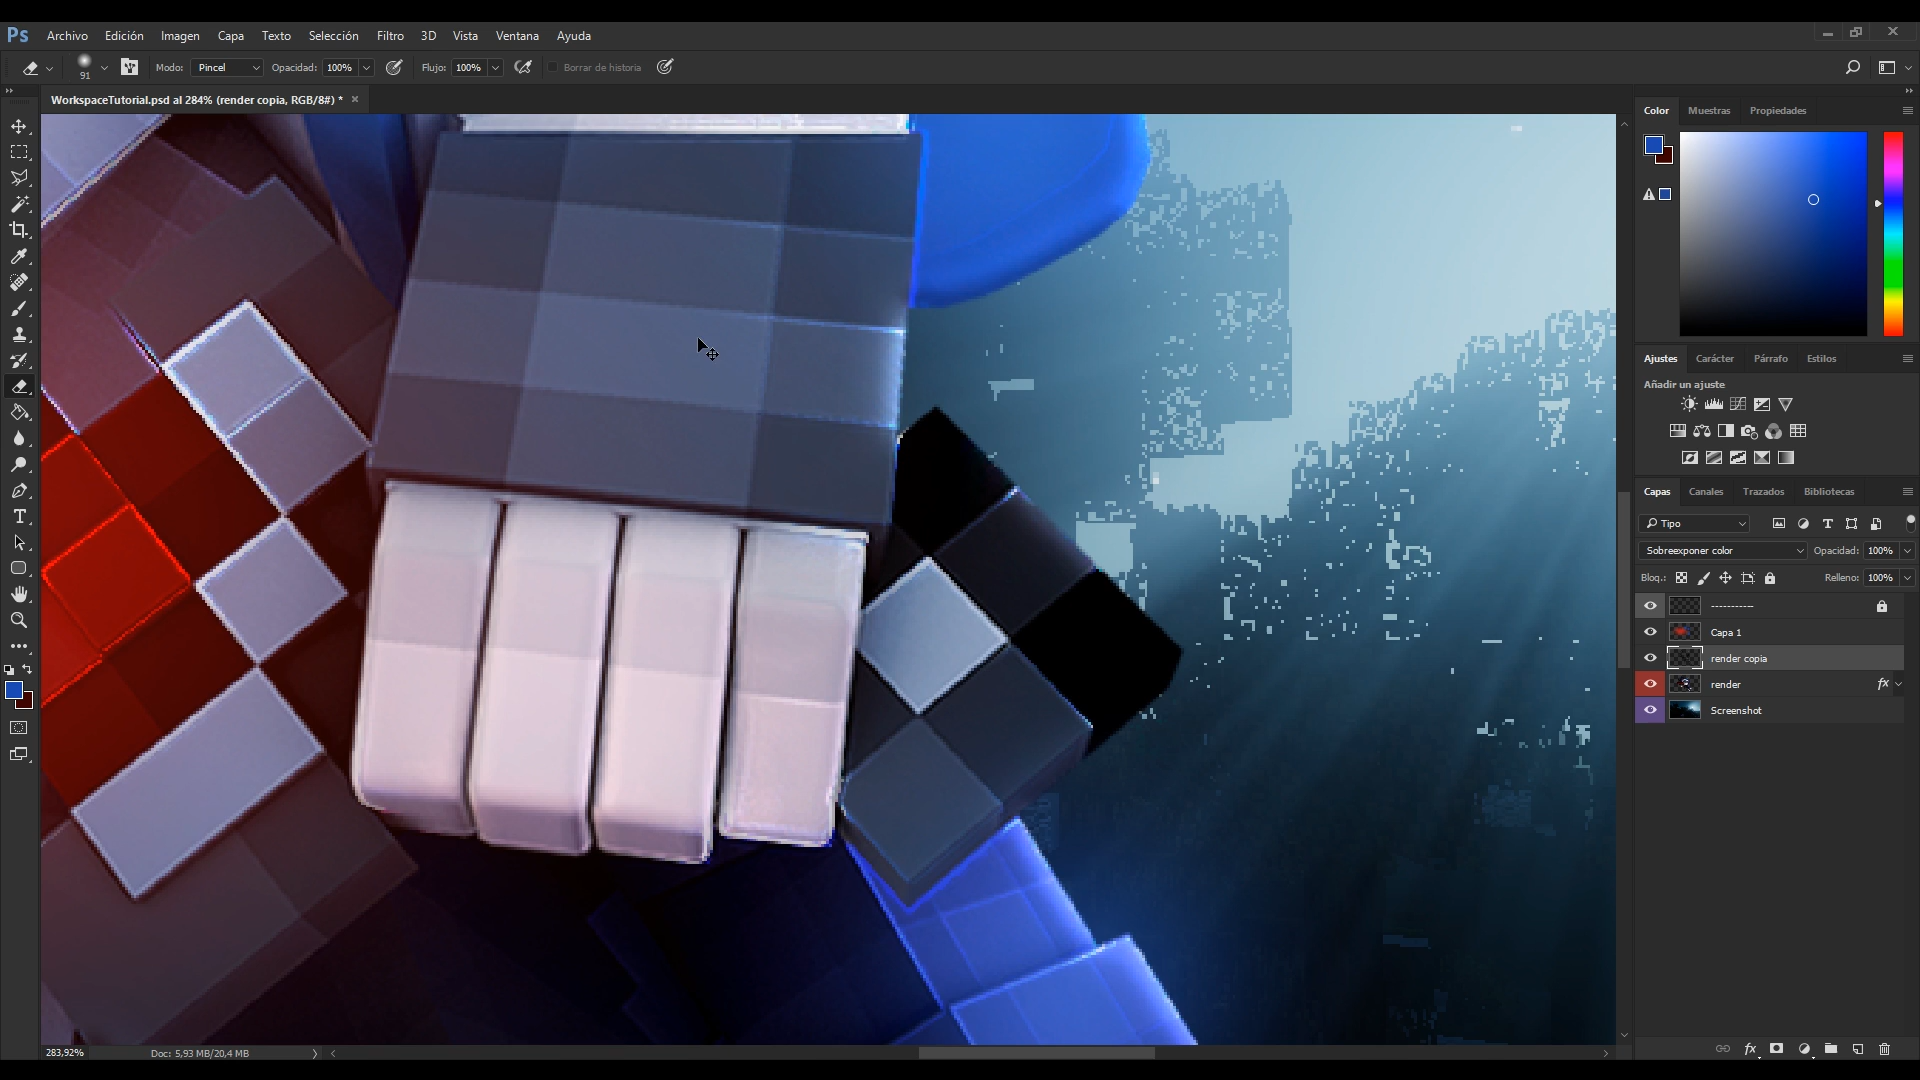 Ps Archivo Edición Imagen Capa Texto Selección Filtro 3D Vista Ventana Ayuda
91 Modo: Pincel Opacidad: 100% Flujo: 100% Borrar de historia
WorkspaceTutorial.psd al 284% (render copia, RGB/8#) * ×
Color Muestras Propiedades
Ajustes Carácter Párrafo Estilos
Añadir un ajuste
Capas Canales Trazados Bibliotecas
Tipo
Sobreexponer color Opacidad: 100%
Bloq.: Relleno: 100%
-----------
Capa 1
render copia
render fx
Screenshot
283,92% Doc: 5,93 MB/20,4 MB
fx